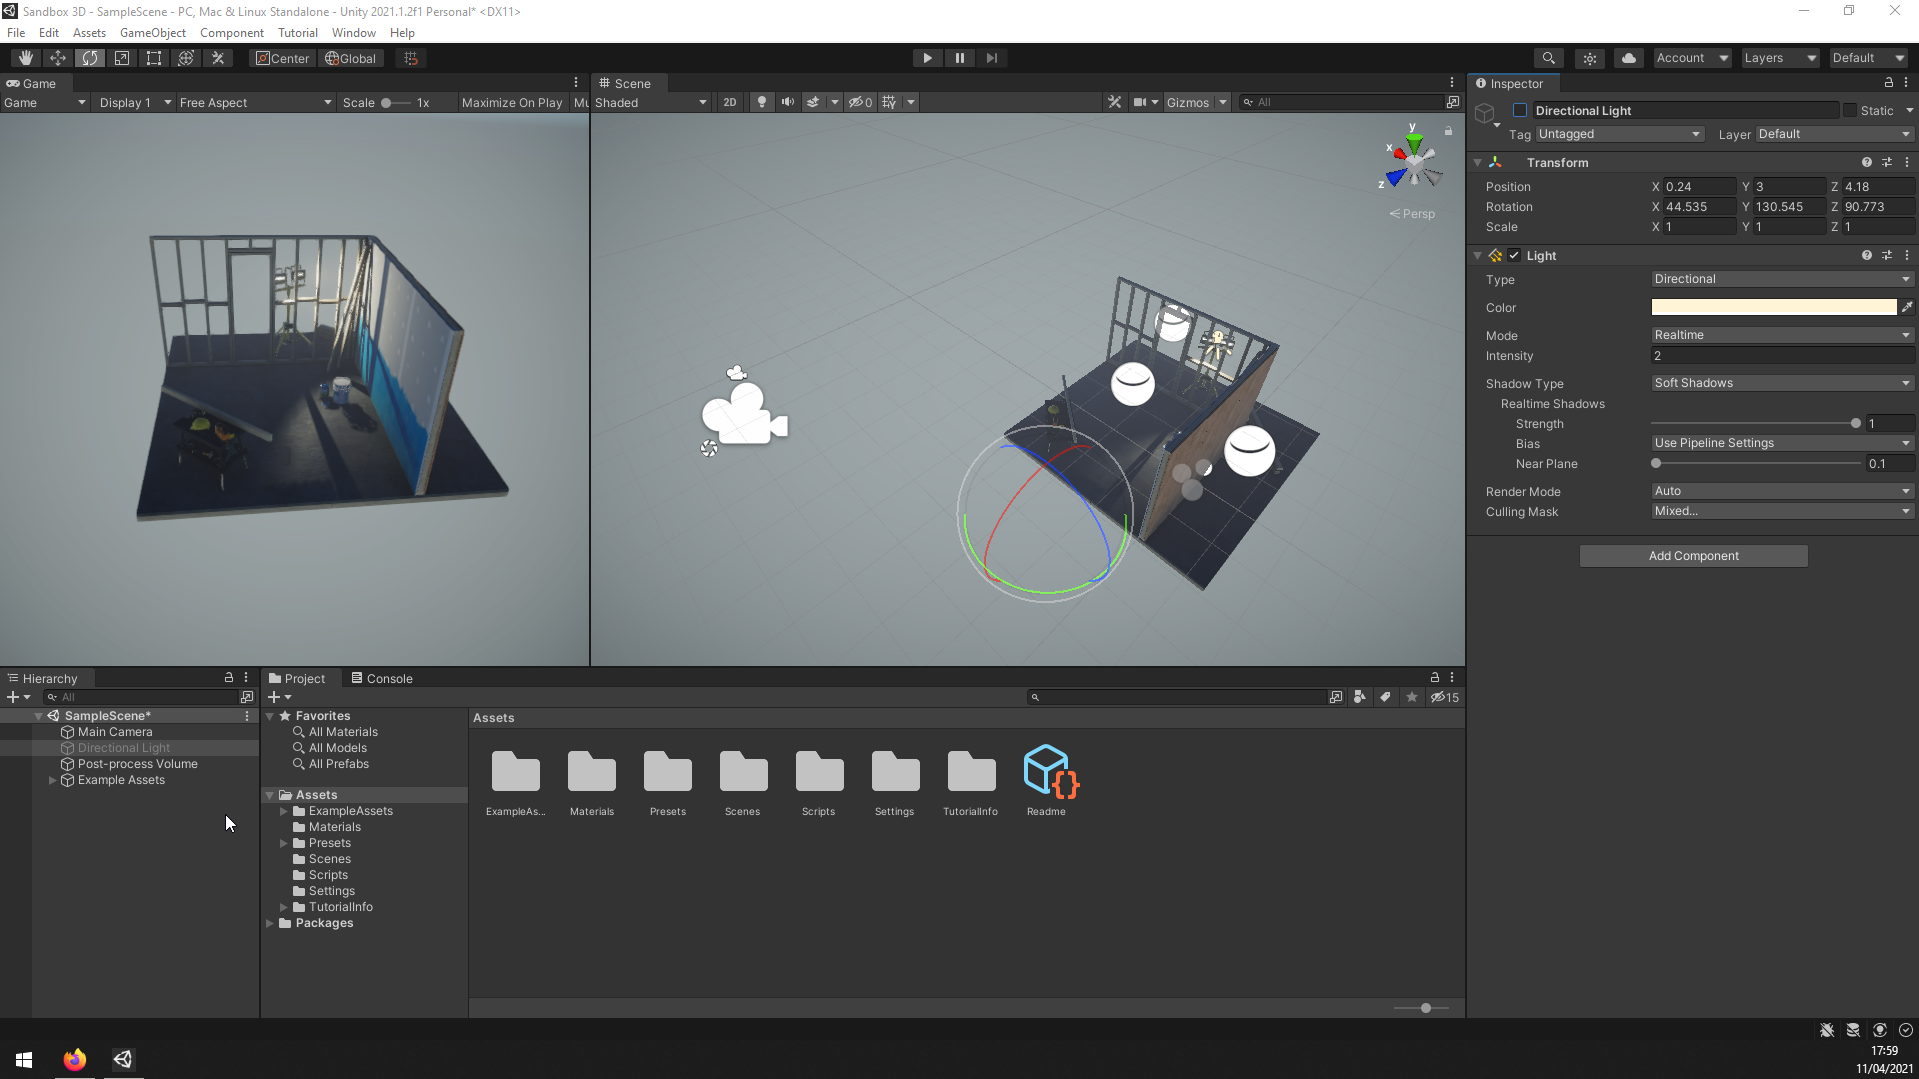 Sandbox 3D - SampleScene - PC, Mac & Linux Standalone - Unity 2021.1.2f1 Personal* <DX11>
File Edit Assets GameObject Component Tutorial Window Help
Center Global Account Layers Default
Game
Game Display 1 Free Aspect Scale 1x Maximize On Play Mu
Scene
Shaded 2D 0 Gizmos All
y
x
z
Persp
Inspector
Directional Light Static
Tag Untagged Layer Default
Transform
Position X 0.24 Y 3 Z 4.18
Rotation X 44.535 Y 130.545 Z 90.773
Scale X 1 Y 1 Z 1
Light
Type Directional
Color
Mode Realtime
Intensity 2
Shadow Type Soft Shadows
Realtime Shadows
Strength 1
Bias Use Pipeline Settings
Near Plane 0.1
Render Mode Auto
Culling Mask Mixed...
Add Component
Hierarchy
All
SampleScene*
Main Camera
Directional Light
Post-process Volume
Example Assets
Project Console
15
Favorites
All Materials
All Models
All Prefabs
Assets
ExampleAssets
Materials
Presets
Scenes
Scripts
Settings
TutorialInfo
Packages
Assets
ExampleAs... Materials Presets Scenes Scripts Settings TutorialInfo Readme
17:59
11/04/2021